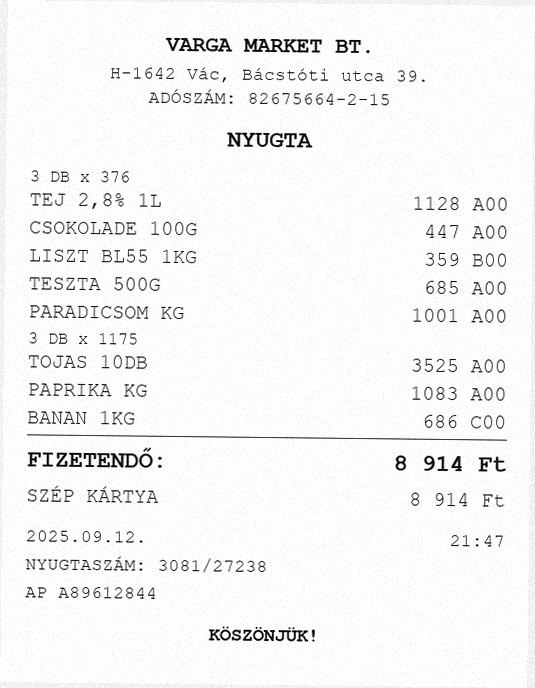 VARGA MARKET BT.
H-1642 Vác, Bácstóti utca 39.
ADÓSZÁM: 82675664-2-15
NYUGTA
3 DB x 376
TEJ 2,8% 1L 1128 A00
CSOKOLADE 100G 447 A00
LISZT BL55 1KG 359 B00
TESZTA 500G 685 A00
PARADICSOM KG 1001 A00
3 DB x 1175
TOJAS 10DB 3525 A00
PAPRIKA KG 1083 A00
BANAN 1KG 686 C00
FIZETENDŐ: 8 914 Ft
SZÉP KÁRTYA 8 914 Ft
2025.09.12. 21:47
NYUGTASZÁM: 3081/27238
AP A89612844
KÖSZÖNJÜK!